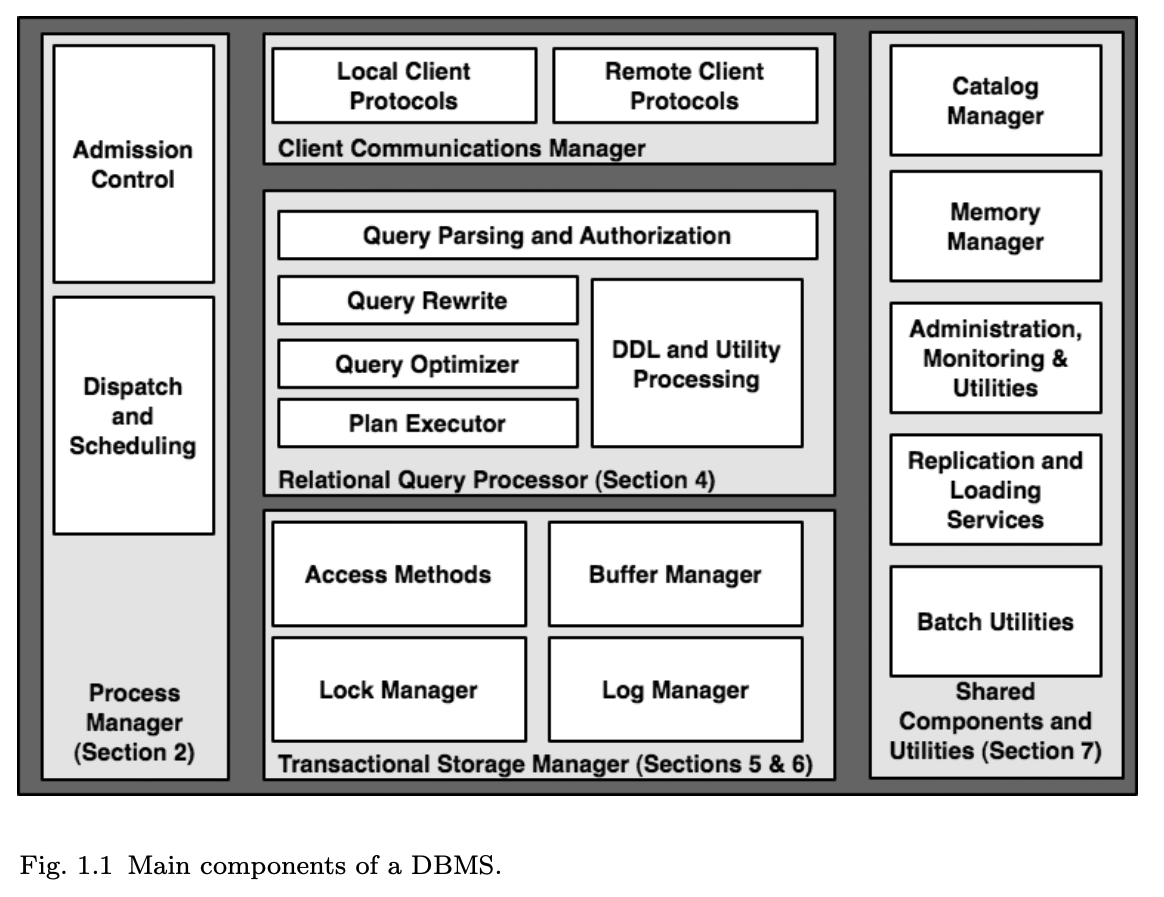 Admission
Control
Dispatch
and
Scheduling
Process
Manager
(Section 2)
Local Client
Protocols
Remote Client
Protocols
Client Communications Manager
Query Parsing and Authorization
Query Rewrite
Query Optimizer
Plan Executor
DDL and Utility
Processing
Relational Query Processor (Section 4)
Access Methods
Buffer Manager
Lock Manager
Log Manager
Transactional Storage Manager (Sections 5 & 6)
Catalog
Manager
Memory
Manager
Administration,
Monitoring &
Utilities
Replication and
Loading
Services
Batch Utilities
Shared
Components and
Utilities (Section 7)
Fig. 1.1 Main components of a DBMS.